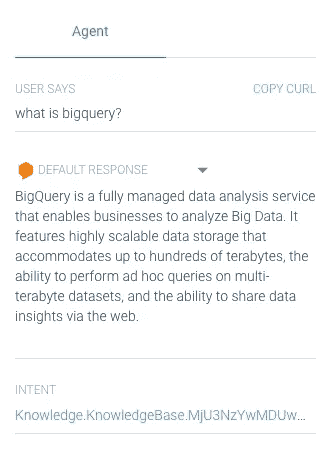 Agent
USER SAYS COPY CURL
what is bigquery?
DEFAULT RESPONSE
BigQuery is a fully managed data analysis service
that enables businesses to analyze Big Data. It
features highly scalable data storage that
accommodates up to hundreds of terabytes, the
ability to perform ad hoc queries on multi-
terabyte datasets, and the ability to share data
insights via the web.
INTENT
Knowledge.KnowledgeBase.MjU3NzYwMDUw...